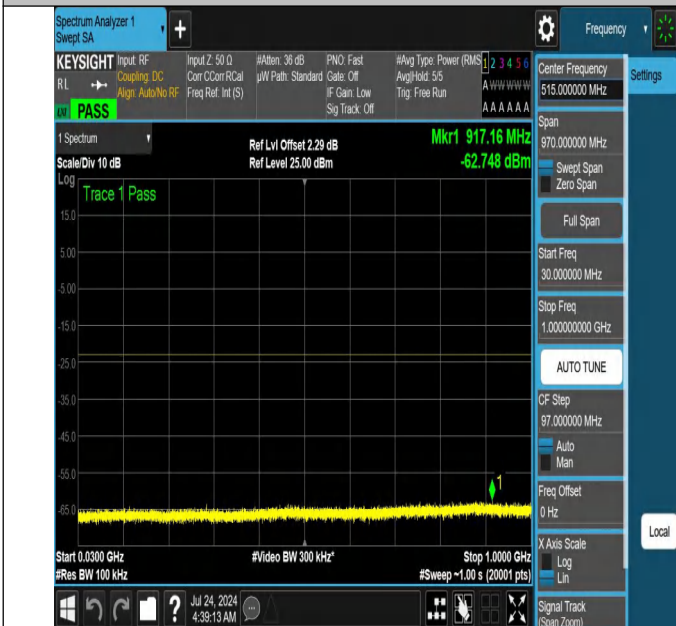 Spectrum Analyzer 1
Swept SA
+
Frequency
KEYSIGHT
RL
PASS
Input: RF
Coupling: DC
Align: Auto/No RF
Input Z: 50 Ω
Corr CCorr RCal
Freq Ref: Int (S)
#Atten: 36 dB
µW Path: Standard
PNO: Fast
Gate: Off
IF Gain: Low
Sig Track: Off
#Avg Type: Power (RMS
Avg|Hold: 5/5
Trig: Free Run
1 2 3 4 5 6
A W W W W W
A A A A A A
1 Spectrum
Scale/Div 10 dB
Ref Lvl Offset 2.29 dB
Ref Level 25.00 dBm
Mkr1 917.16 MHz
-62.748 dBm
Log
Trace 1 Pass
15.0
5.00
-5.00
-15.0
-25.0
-35.0
-45.0
-55.0
-65.0
1
Start 0.0300 GHz
#Res BW 100 kHz
#Video BW 300 kHz*
Stop 1.0000 GHz
#Sweep ~1.00 s (20001 pts)
?
Jul 24, 2024
4:39:13 AM
Center Frequency
515.000000 MHz
Settings
Span
970.000000 MHz
Swept Span
Zero Span
Full Span
Start Freq
30.000000 MHz
Stop Freq
1.000000000 GHz
AUTO TUNE
CF Step
97.000000 MHz
Auto
Man
Freq Offset
0 Hz
X Axis Scale
Log
Lin
Local
Signal Track
(Span Zoom)